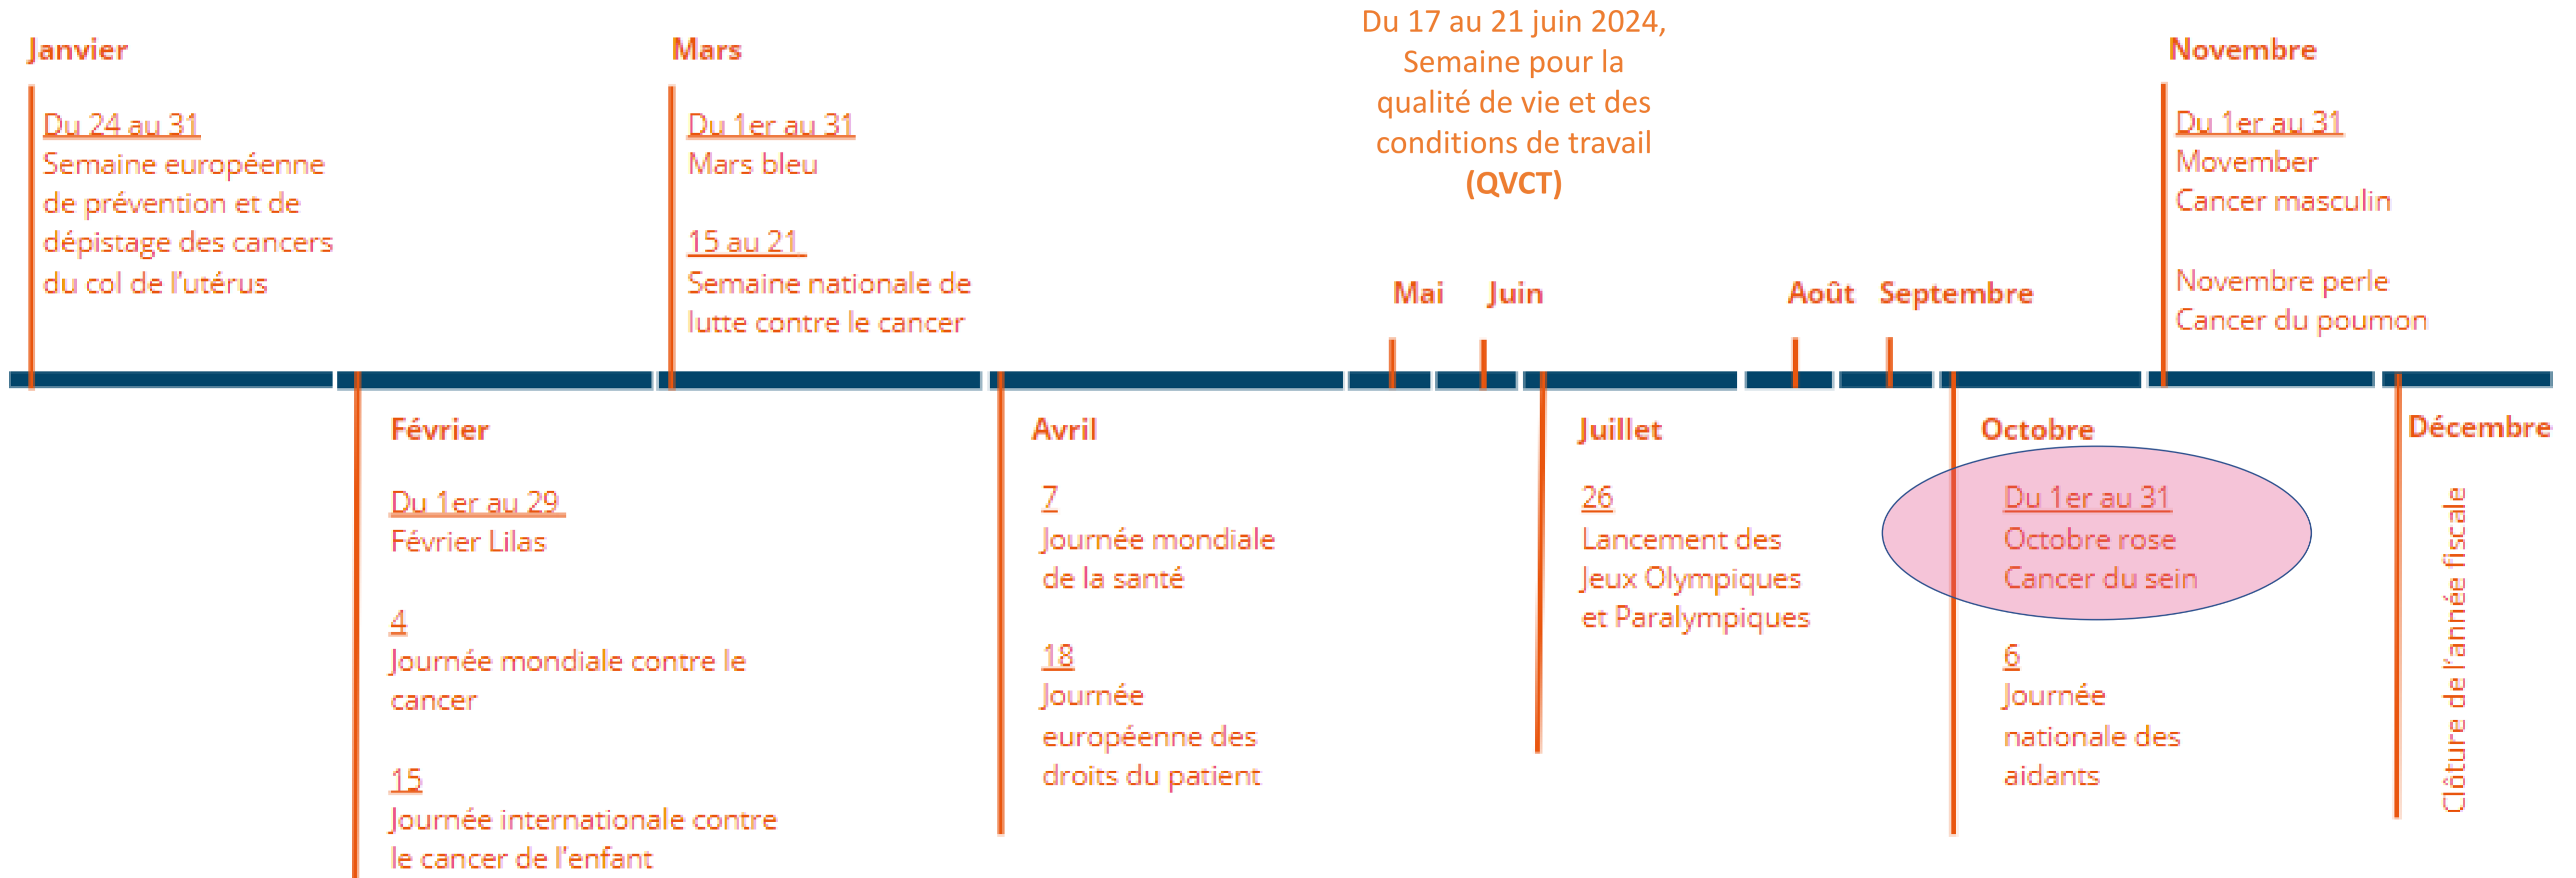 Janvier
Du 24 au 31
Semaine européenne
de prévention et de
dépistage des cancers
du col de l'utérus
Février
Du 1er au 29
Février Lilas
4
Journée mondiale contre le
cancer
15
Journée internationale contre
le cancer de l'enfant
Mars
Du 1er au 31
Mars bleu
15 au 21
Semaine nationale de
lutte contre le cancer
Avril
7
Journée mondiale
de la santé
18
Journée
européenne des
droits du patient
Du 17 au 21 juin 2024,
Semaine pour la
qualité de vie et des
conditions de travail
(QVCT)
Mai
Juin
Juillet
26
Lancement des
Jeux Olympiques
et Paralympiques
Août
Septembre
Octobre
Du 1er au 31
Octobre rose
Cancer du sein
6
Journée
nationale des
aidants
Novembre
Du 1er au 31
Movember
Cancer masculin
Novembre perle
Cancer du poumon
Décembre
Clôture de l'année fiscale